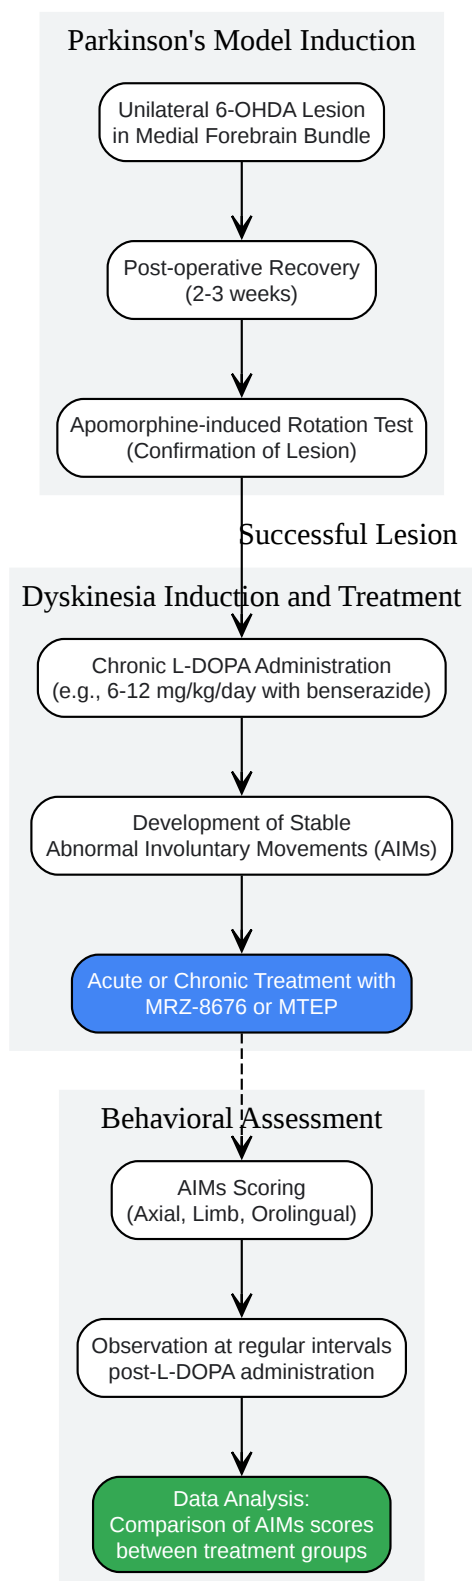 Parkinson's Model Induction
Unilateral 6-OHDA Lesion
in Medial Forebrain Bundle
Post-operative Recovery
(2-3 weeks)
Apomorphine-induced Rotation Test
(Confirmation of Lesion)
Successful Lesion
Dyskinesia Induction and Treatment
Chronic L-DOPA Administration
(e.g., 6-12 mg/kg/day with benserazide)
Development of Stable
Abnormal Involuntary Movements (AIMs)
Acute or Chronic Treatment with
MRZ-8676 or MTEP
Behavioral Assessment
AIMs Scoring
(Axial, Limb, Orolingual)
Observation at regular intervals
post-L-DOPA administration
Data Analysis:
Comparison of AIMs scores
between treatment groups